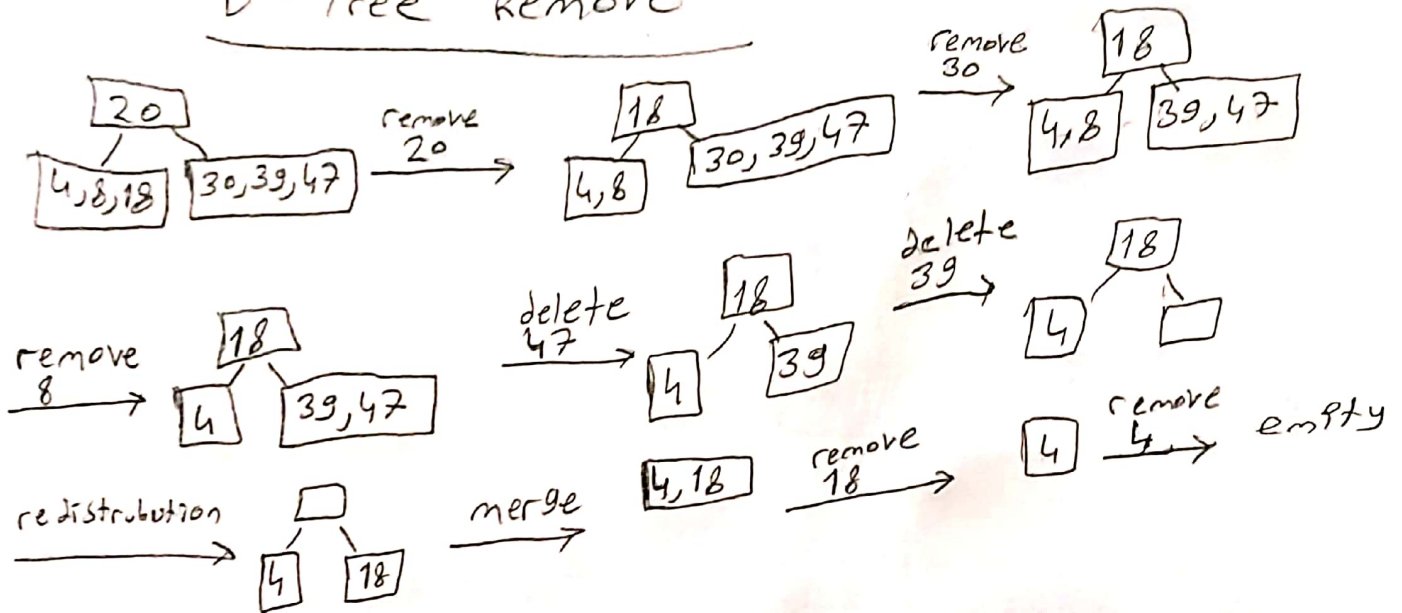 Tree Remove
20
4,8,18 30,39,47
remove
20
18
4,8 30,39,47
remove
30
18
4,8 39,47
remove
8
18
4 39,47
delete
47
18
4 39
delete
39
18
4
redistrubution
4 18
merge
4,18
remove
18
4
remove
4
empty